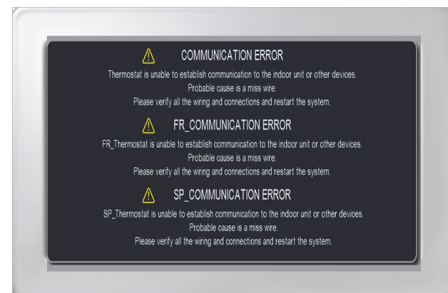 COMMUNICATION ERROR
Thermostat is unable to establish communication to the indoor unit or other devices.
Probable cause is a miss wire.
Please verify all the wiring and connections and restart the system.
FR_COMMUNICATION ERROR
FR_Thermostat is unable to establish communication to the indoor unit or other devices.
Probable cause is a miss wire.
Please verify all the wiring and connections and restart the system.
SP_COMMUNICATION ERROR
SP_Thermostat is unable to establish communication to the indoor unit or other devices.
Probable cause is a miss wire.
Please verify all the wiring and connections and restart the system.